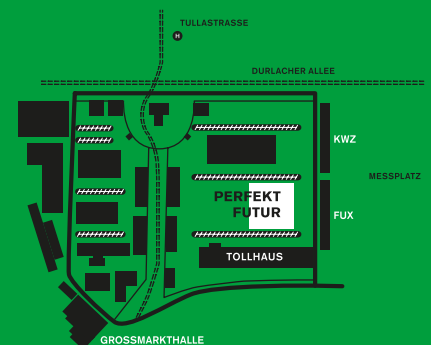 TULLASTRASSE
H
DURLACHER ALLEE
KWZ
MESSPLATZ
PERFEKT
FUTUR
FUX
TOLLHAUS
GROSSMARKTHALLE